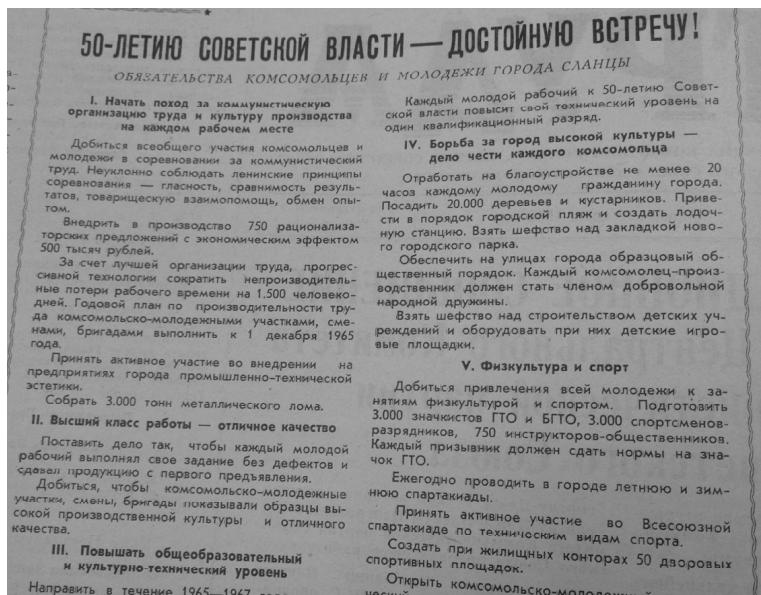 50-ЛЕТИЮ СОВЕТСКОЙ ВЛАСТИ — ДОСТОЙНУЮ ВСТРЕЧУ!
ОБЯЗАТЕЛЬСТВА КОМСОМОЛЬЦЕВ И МОЛОДЕЖИ ГОРОДА СЛАНЦЫ
I. Начать поход за коммунистическую
организацию труда и культуру производства
на каждом рабочем месте
Добиться всеобщего участия комсомольцев и
молодежи в соревновании за коммунистический
труд. Неуклонно соблюдать ленинские принципы
соревнования — гласность, сравнимость резуль-
татов, товарищескую взаимопомощь, обмен опы-
том.
Внедрить в производство 750 рационализа-
торских предложений с экономическим эффектом
500 тысяч рублей.
За счет лучшей организации труда, прогрес-
сивной технологии сократить непроизводитель-
ные потери рабочего времени на 1.500 человеко-
дней. Годовой план по производительности тру-
да комсомольско-молодежными участками, сме-
нами, бригадами выполнить к 1 декабря 1965
года.
Принять активное участие во внедрении на
предприятиях города промышленно-технической
эстетики.
Собрать 3.000 тонн металлического лома.
II. Высший класс работы — отличное качество
Поставить дело так, чтобы каждый молодой
рабочий выполнял свое задание без дефектов и
сдавал продукцию с первого предъявления.
Добиться, чтобы комсомольско-молодежные
участки, смены, бригады показывали образцы вы-
сокой производственной культуры и отличного
качества.
III. Повышать общеобразовательный
и культурно-технический уровень
Направить в течение 1965—1967
Каждый молодой рабочий к 50-летию Совет-
ской власти повысит свой технический уровень на
один квалификационный разряд.
IV. Борьба за город высокой культуры —
дело чести каждого комсомольца
Отработать на благоустройстве не менее 20
часов каждому молодому гражданину города.
Посадить 20.000 деревьев и кустарников. Приве-
сти в порядок городской пляж и создать лодоч-
ную станцию. Взять шефство над закладкой ново-
го городского парка.
Обеспечить на улицах города образцовый об-
щественный порядок. Каждый комсомолец-произ-
водственник должен стать членом добровольной
народной дружины.
Взять шефство над строительством детских уч-
реждений и оборудовать при них детские игро-
вые площадки.
V. Физкультура и спорт
Добиться привлечения всей молодежи к за-
нятиям физкультурой и спортом. Подготовить
3.000 значкистов ГТО и БГТО, 3.000 спортсменов-
разрядников, 750 инструкторов-общественников.
Каждый призывник должен сдать нормы на зна-
чок ГТО.
Ежегодно проводить в городе летнюю и зим-
нюю спартакиады.
Принять активное участие во Всесоюзной
спартакиаде по техническим видам спорта.
Создать при жилищных конторах 50 дворовых
спортивных площадок.
Открыть